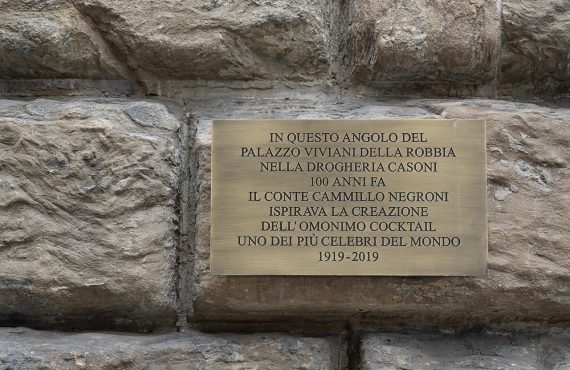 IN QUESTO ANGOLO DEL
PALAZZO VIVIANI DELLA ROBBIA
NELLA DROGHERIA CASONI
100 ANNI FA
IL CONTE CAMMILLO NEGRONI
ISPIRAVA LA CREAZIONE
DELL' OMONIMO COCKTAIL
UNO DEI PIÙ CELEBRI DEL MONDO
1919-2019